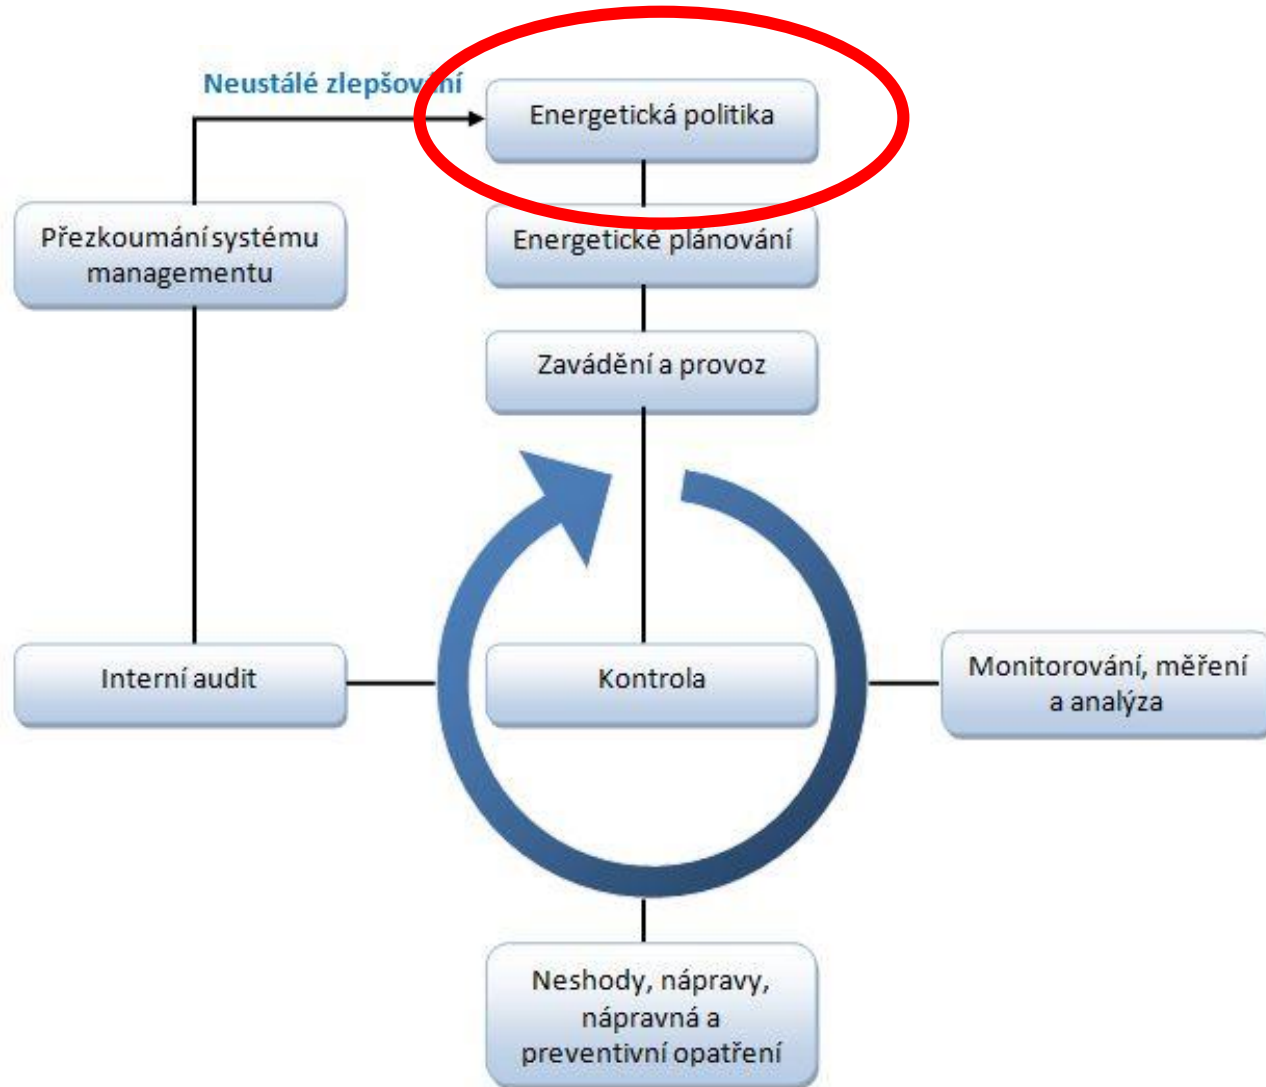 Neustálé zlepšování
Energetická politika
Přezkoumání systému
managementu
Energetické plánování
Zavádění a provoz
Interní audit
Kontrola
Monitorování, měření
a analýza
Neshody, nápravy,
nápravná a
preventivní opatření